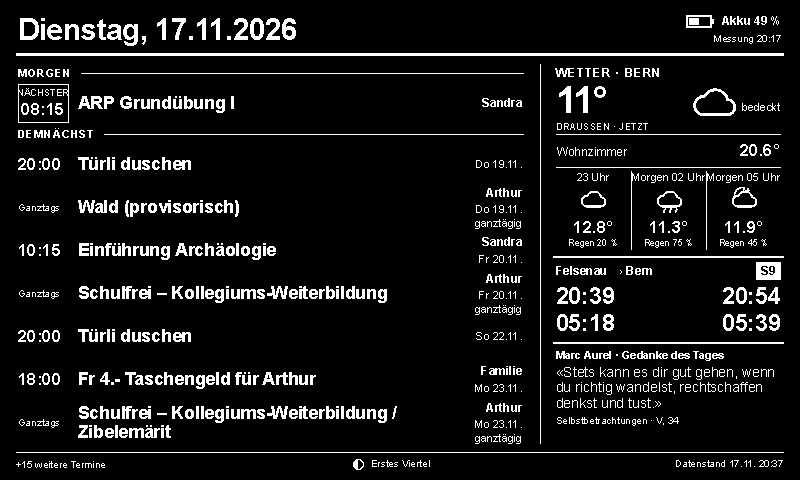 Dienstag, 17.11.2026
Akku 49 %
Messung 20:17
MORGEN
NÄCHSTER
08:15
ARP Grundübung I
Sandra
DEMNÄCHST
20:00 Türli duschen Do 19.11.
Ganztags Wald (provisorisch) Arthur
Do 19.11.
ganztägig
10:15 Einführung Archäologie Sandra
Fr 20.11.
Ganztags Schulfrei – Kollegiums-Weiterbildung Arthur
Fr 20.11.
ganztägig
20:00 Türli duschen So 22.11.
18:00 Fr 4.- Taschengeld für Arthur Familie
Mo 23.11.
Ganztags Schulfrei – Kollegiums-Weiterbildung /
Zibelemärit
Arthur
Mo 23.11.
ganztägig
WETTER · BERN
11°
bedeckt
DRAUSSEN · JETZT
Wohnzimmer 20.6°
23 Uhr Morgen 02 Uhr Morgen 05 Uhr
12.8° 11.3° 11.9°
Regen 20 % Regen 75 % Regen 45 %
Felsenau › Bern S9
20:39 20:54
05:18 05:39
Marc Aurel · Gedanke des Tages
«Stets kann es dir gut gehen, wenn
du richtig wandelst, rechtschaffen
denkst und tust.»
Selbstbetrachtungen · V, 34
+15 weitere Termine
Erstes Viertel
Datenstand 17.11. 20:37